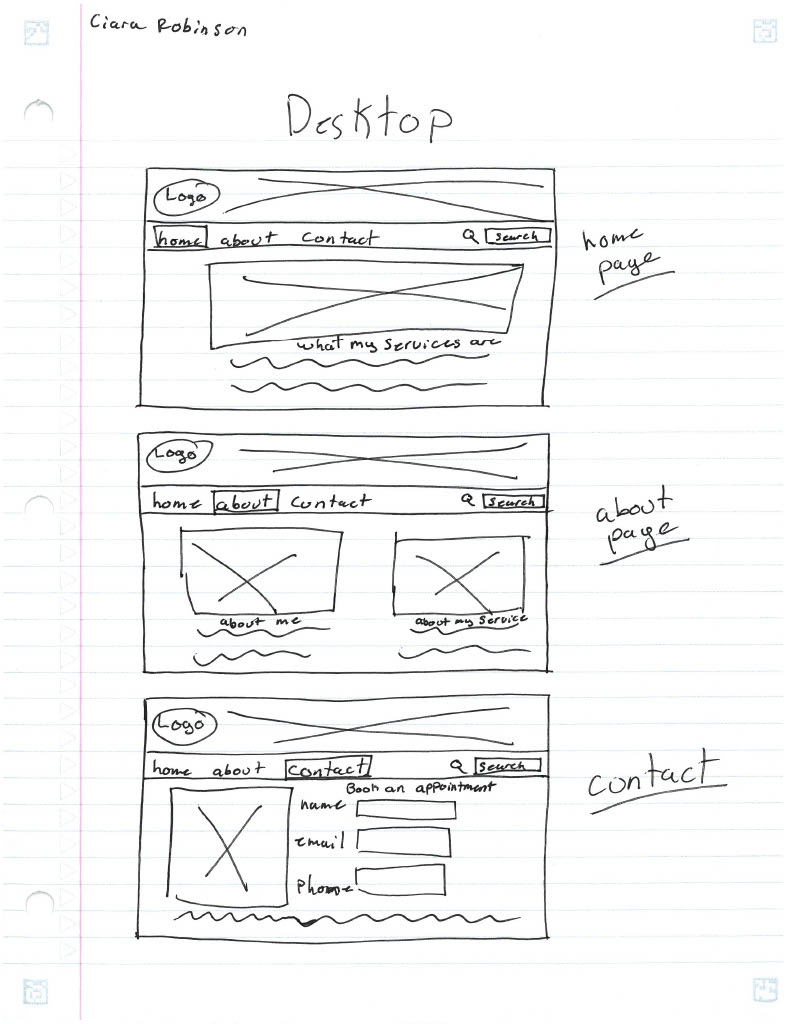 Ciara Robinson
Desktop
Logo
home about Contact search
home
page
what my services are
Logo
home about Contact search
about
page
about me about my service
Logo
home about contact search
contact
Book an appointment
name
email
Phone